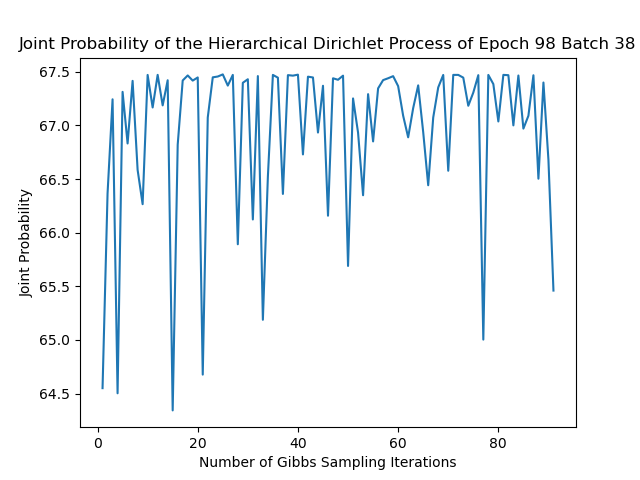 Joint Probability of the Hierarchical Dirichlet Process of Epoch 98 Batch 38
67.5
67.0
66.5
66.0
65.5
65.0
64.5
Joint Probability
0 20 40 60 80
Number of Gibbs Sampling Iterations